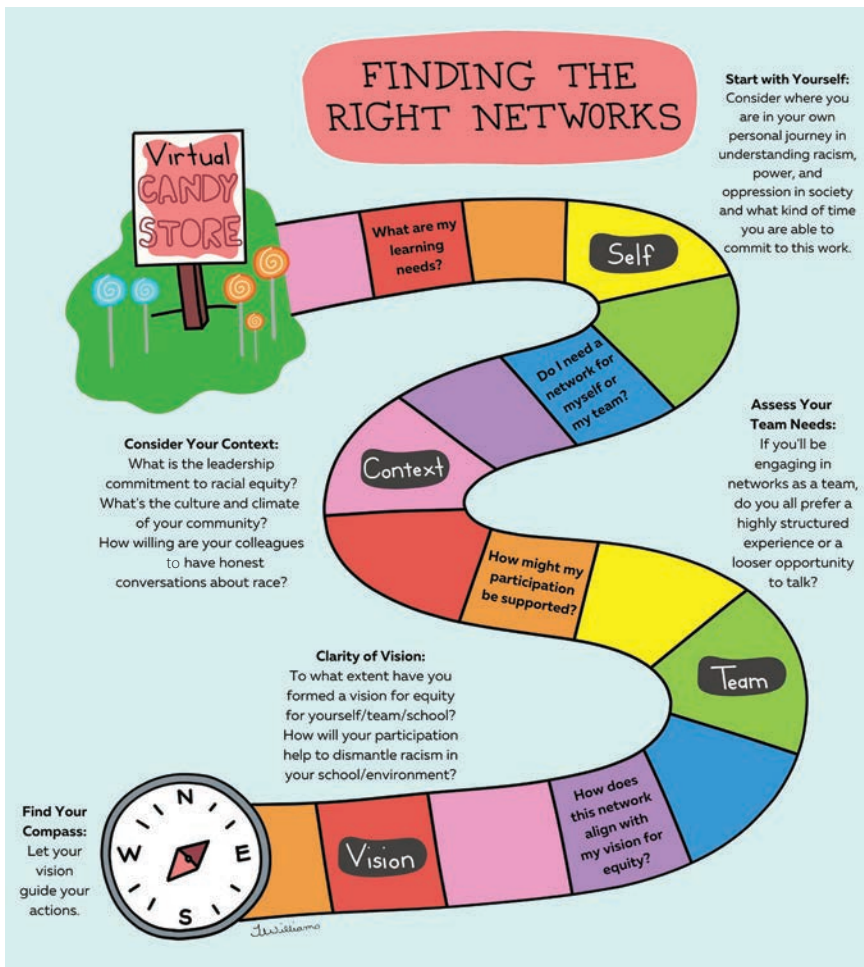 FINDING THE
RIGHT NETWORKS
Virtual
CANDY
STORE
Start with Yourself:
Consider where you
are in your own
personal journey in
understanding racism,
power, and
oppression in society
and what kind of time
you are able to
commit to this work.
What are my
learning
needs?
Self
Do I need a
network for
myself or
my team?
Context
Consider Your Context:
What is the leadership
commitment to racial equity?
What's the culture and climate
of your community?
How willing are your colleagues
to have honest
conversations about race?
Assess Your
Team Needs:
If you'll be
engaging in
networks as a team,
do you all prefer a
highly structured
experience or a
looser opportunity
to talk?
How might my
participation
be supported?
Team
Clarity of Vision:
To what extent have you
formed a vision for equity
for yourself/team/school?
How will your participation
help to dismantle racism in
your school/environment?
How does
this network
align with
my vision for
equity?
Vision
Find Your
Compass:
Let your
vision
guide your
actions.
N
W E
S
TWilliams